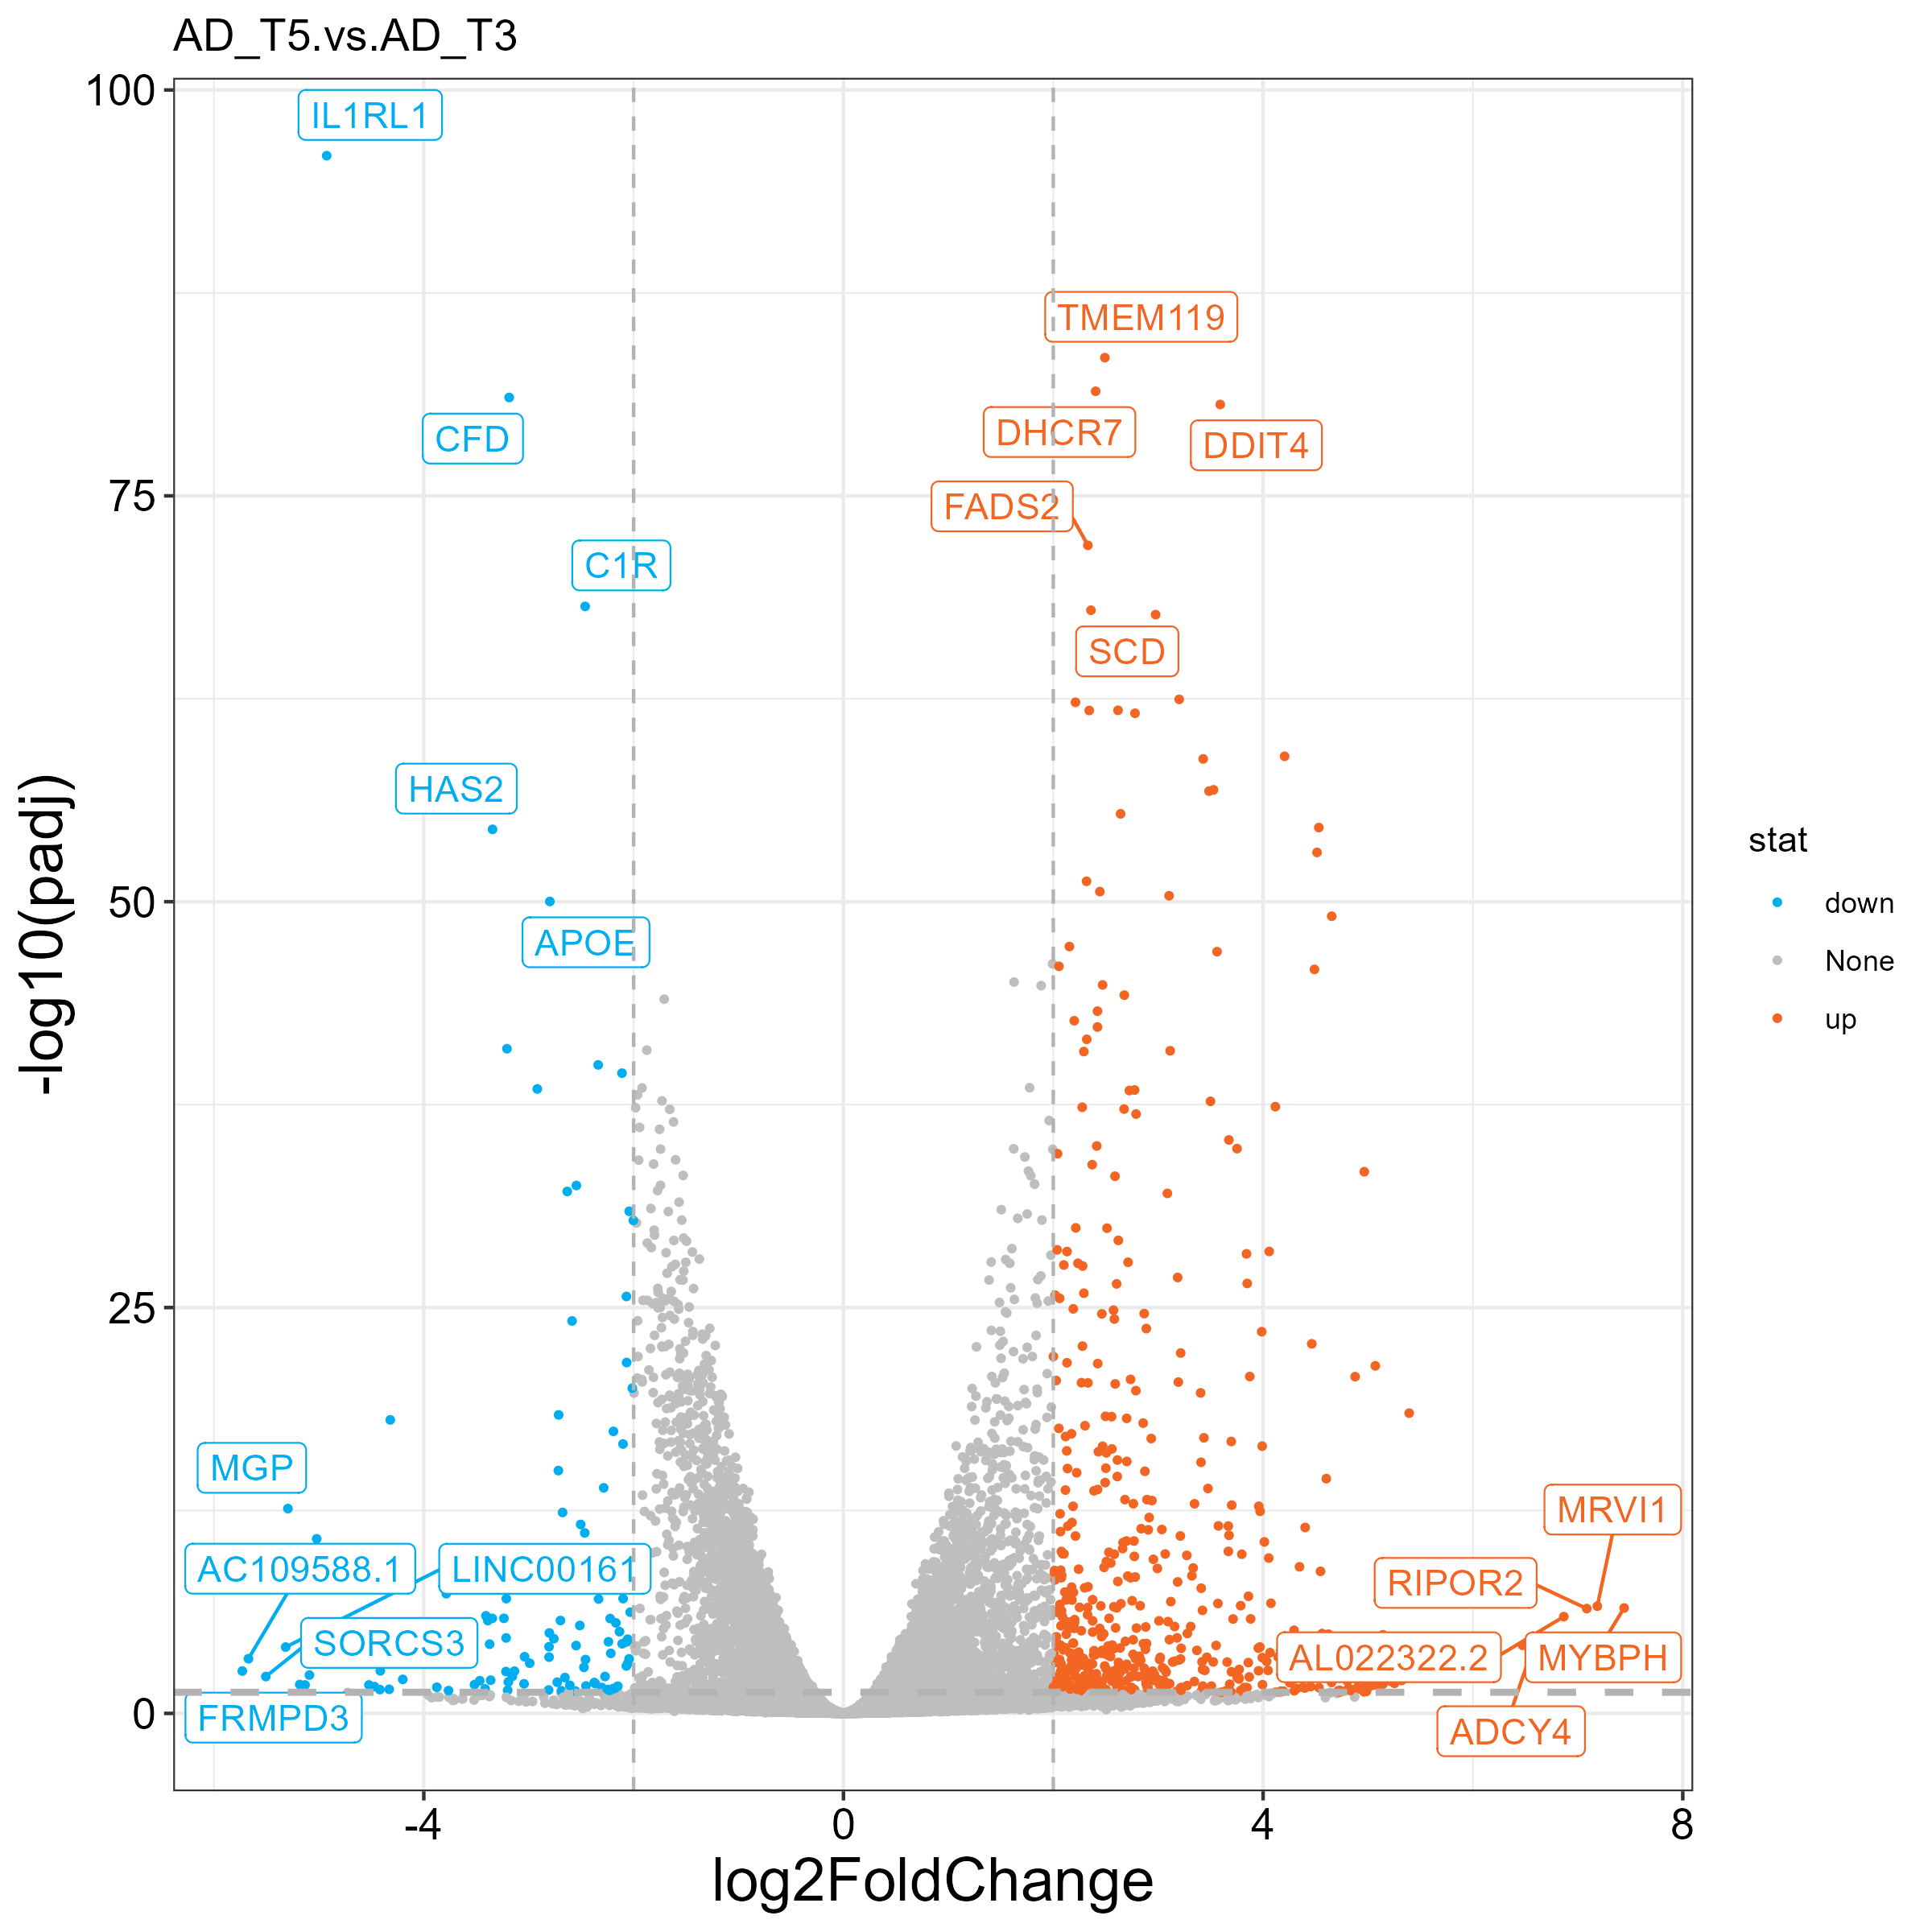 AD_T5.vs.AD_T3
100
IL1RL1
TMEM119
CFD
DHCR7
DDIT4
75
FADS2
C1R
SCD
HAS2
-log10(padj)
stat
50
down
APOE
None
up
25
MGP
MRVI1
AC109588.1
LINC00161
RIPOR2
SORCS3
AL022322.2
MYBPH
0
FRMPD3
ADCY4
-4
0
4
8
log2FoldChange